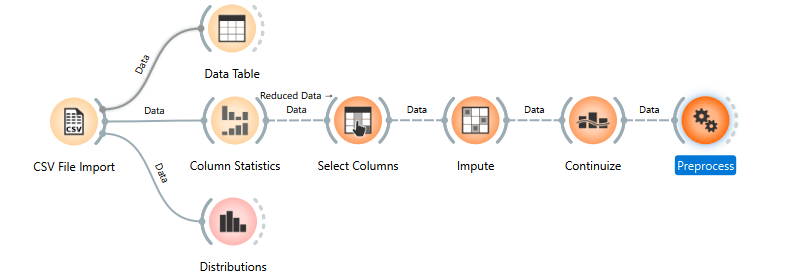 Data
Data Table
CSV
Data
Reduced Data →
Data
Data
Data
Data
CSV File Import
Column Statistics
Select Columns
Impute
Continuize
Preprocess
Data
Distributions